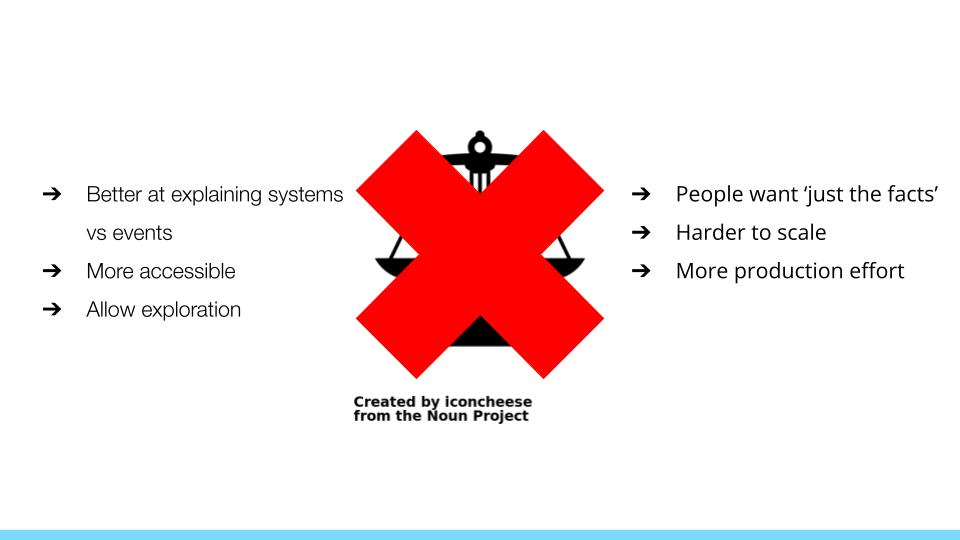 ➔ Better at explaining systems
vs events
➔ More accessible
➔ Allow exploration
➔ People want ‘just the facts’
➔ Harder to scale
➔ More production effort
Created by iconcheese
from the Noun Project